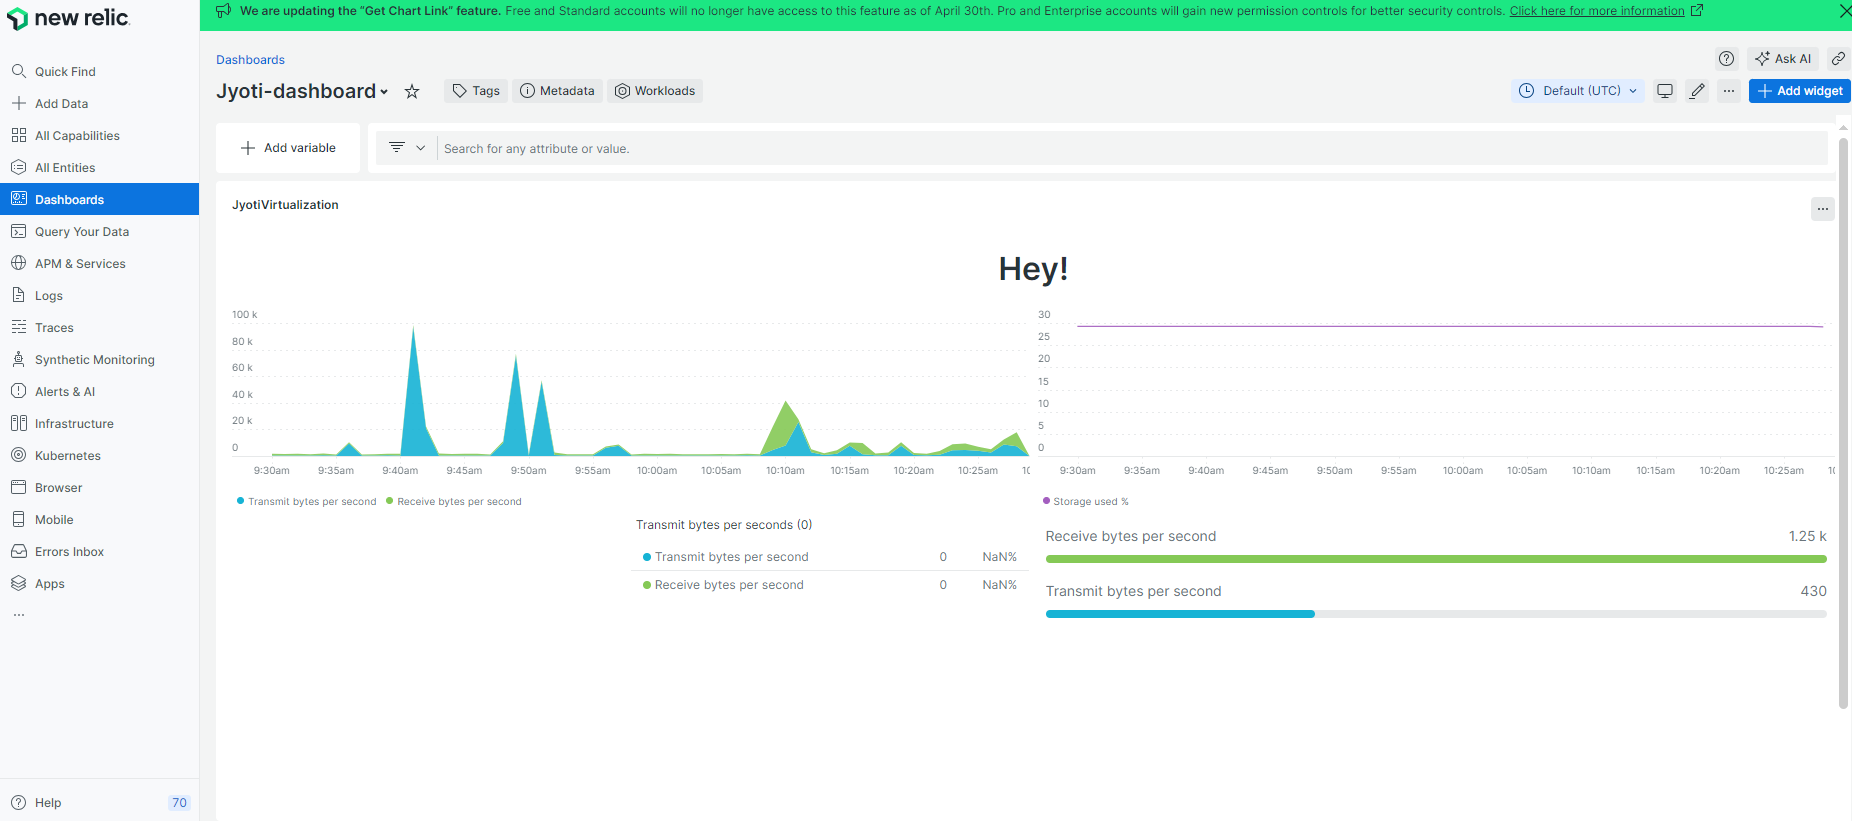 new relic
We are updating the “Get Chart Link” feature. Free and Standard accounts will no longer have access to this feature as of April 30th. Pro and Enterprise accounts will gain new permission controls for better security controls. Click here for more information
Quick Find
Add Data
All Capabilities
All Entities
Dashboards
Query Your Data
APM & Services
Logs
Traces
Synthetic Monitoring
Alerts & AI
Infrastructure
Kubernetes
Browser
Mobile
Errors Inbox
Apps
...
Help 70
Dashboards
Ask AI
Jyoti-dashboard
Tags Metadata Workloads
Default (UTC)
Add widget
Add variable
Search for any attribute or value.
JyotiVirtualization
Hey!
100 k
80 k
60 k
40 k
20 k
0
9:30am 9:35am 9:40am 9:45am 9:50am 9:55am 10:00am 10:05am 10:10am 10:15am 10:20am 10:25am
Transmit bytes per second Receive bytes per second
30
25
20
15
10
5
0
9:30am 9:35am 9:40am 9:45am 9:50am 9:55am 10:00am 10:05am 10:10am 10:15am 10:20am 10:25am
Storage used %
Transmit bytes per seconds (0)
Transmit bytes per second 0 NaN%
Receive bytes per second 0 NaN%
Receive bytes per second 1.25 k
Transmit bytes per second 430